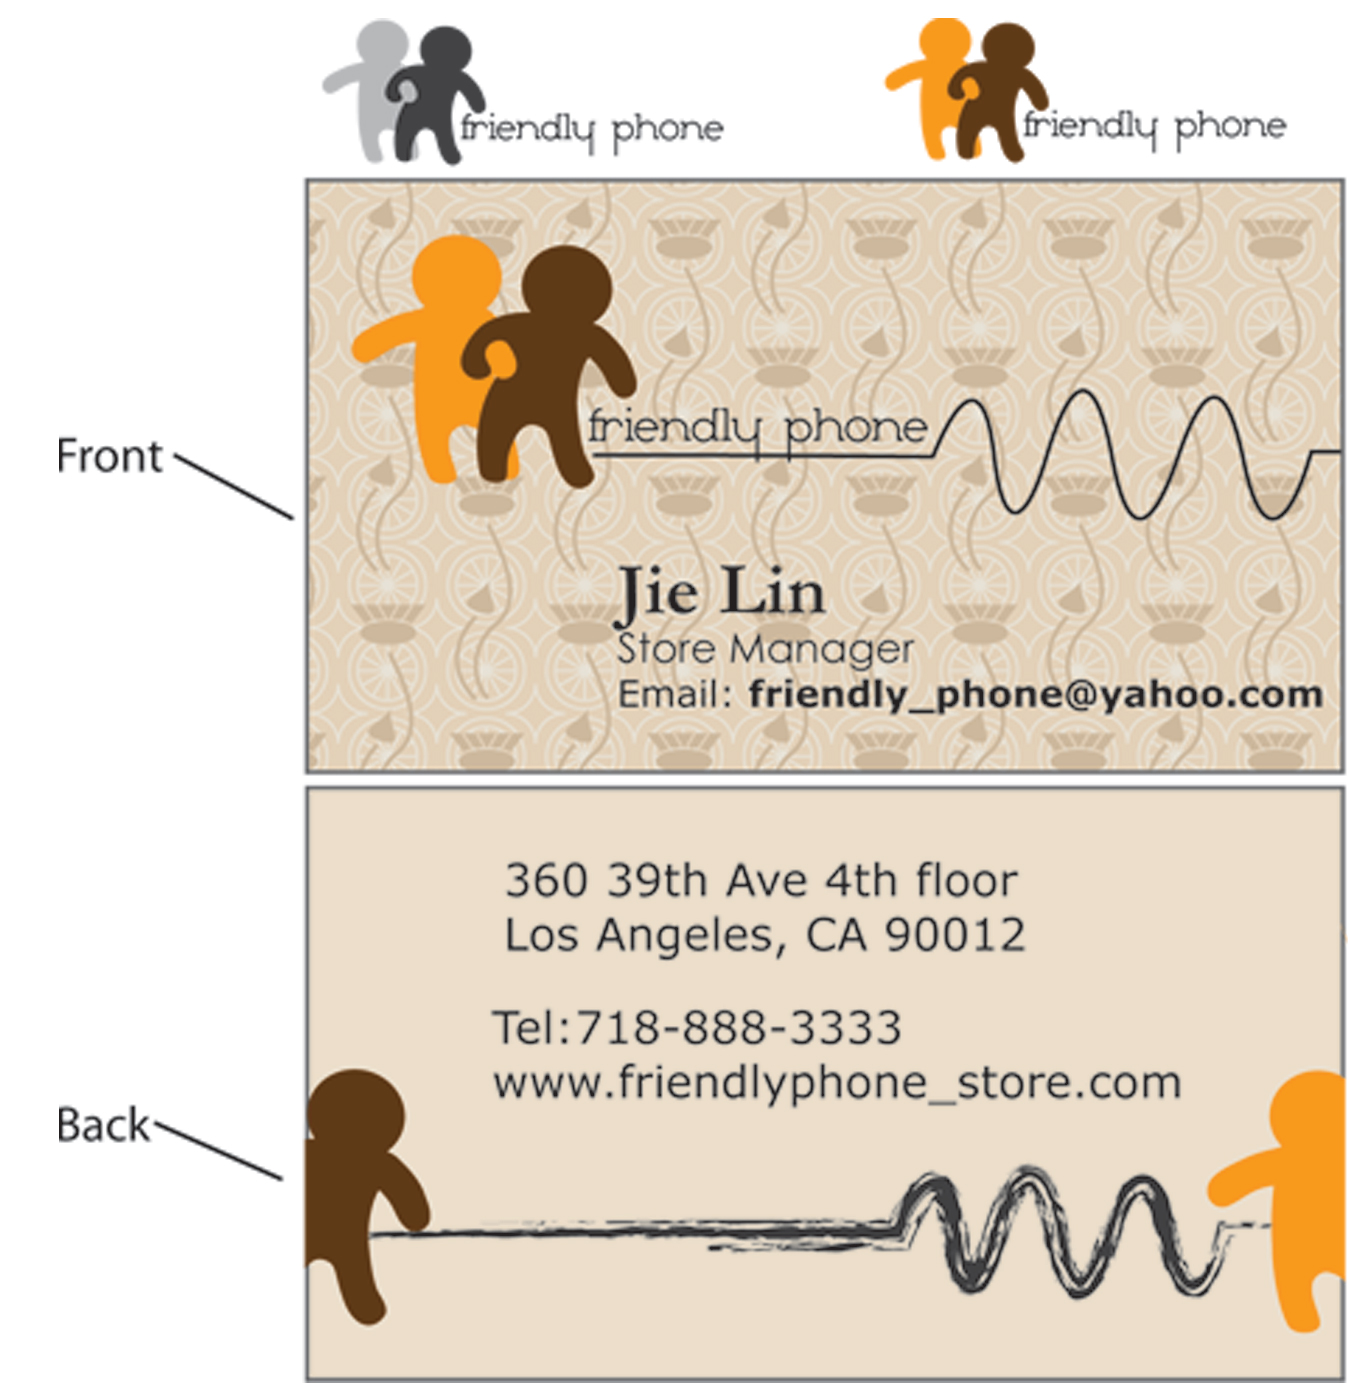 friendly phone
friendly phone
Front
friendly phone
Jie Lin
Store Manager
Email: friendly_phone@yahoo.com
Back
360 39th Ave 4th floor
Los Angeles, CA 90012
Tel:718-888-3333
www.friendlyphone_store.com